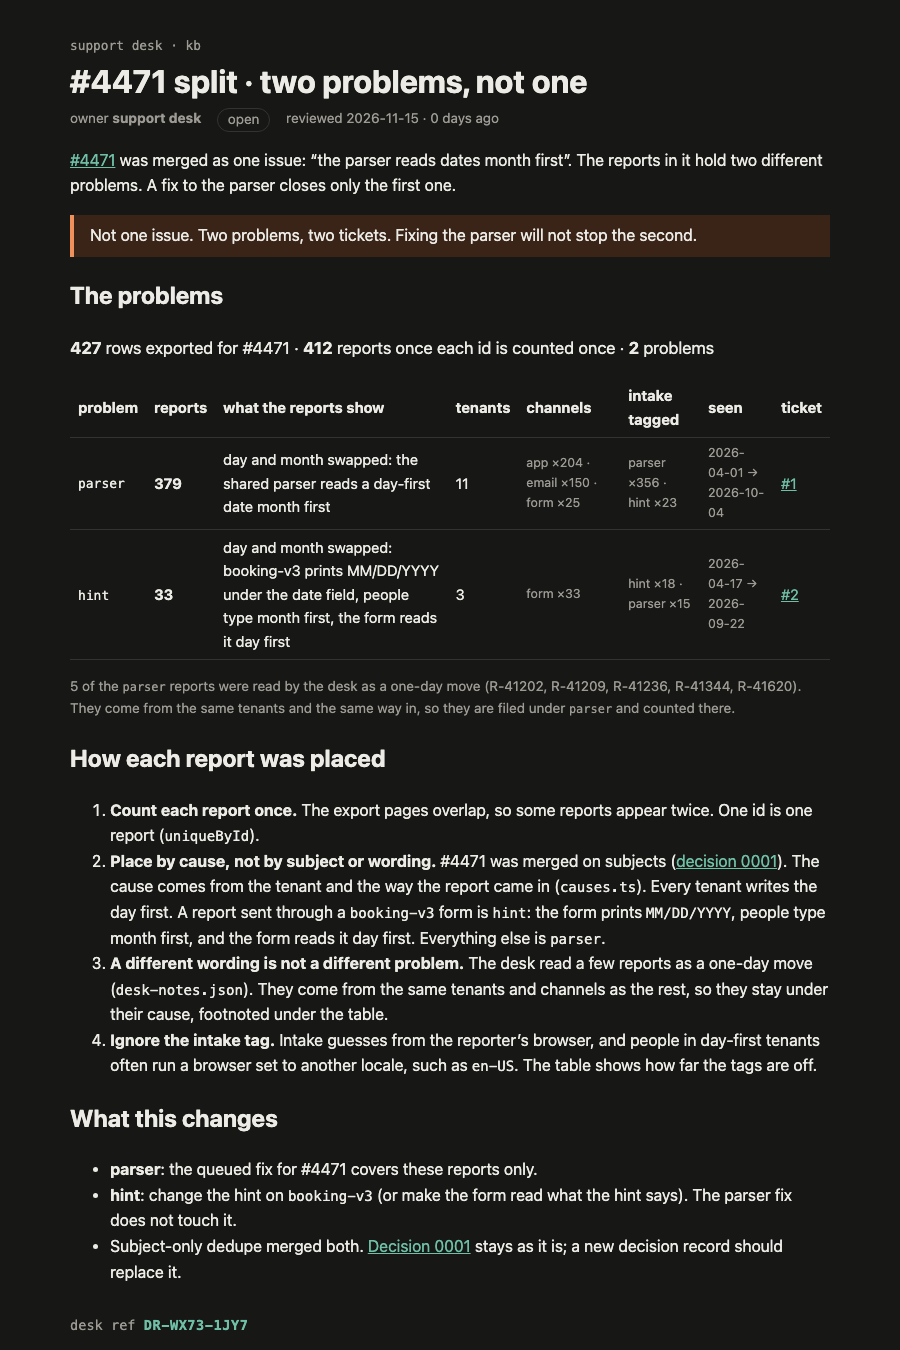 support desk · kb
#4471 split · two problems, not one
owner support desk open reviewed 2026-11-15 · 0 days ago
#4471 was merged as one issue: “the parser reads dates month first”. The reports in it hold two different
problems. A fix to the parser closes only the first one.
Not one issue. Two problems, two tickets. Fixing the parser will not stop the second.
The problems
427 rows exported for #4471 · 412 reports once each id is counted once · 2 problems
problem reports what the reports show tenants channels intake tagged seen ticket
parser 379 day and month swapped: the shared parser reads a day-first date month first 11 app ×204 · email ×150 · form ×25 parser ×356 · hint ×23 2026-04-01 → 2026-10-04 #1
hint 33 day and month swapped: booking-v3 prints MM/DD/YYYY under the date field, people type month first, the form reads it day first 3 form ×33 hint ×18 · parser ×15 2026-04-17 → 2026-09-22 #2
5 of the parser reports were read by the desk as a one-day move (R-41202, R-41209, R-41236, R-41344, R-41620).
They come from the same tenants and the same way in, so they are filed under parser and counted there.
How each report was placed
1. Count each report once. The export pages overlap, so some reports appear twice. One id is one
report (uniqueById).
2. Place by cause, not by subject or wording. #4471 was merged on subjects (decision 0001). The
cause comes from the tenant and the way the report came in (causes.ts). Every tenant writes the
day first. A report sent through a booking-v3 form is hint: the form prints MM/DD/YYYY, people type
month first, and the form reads it day first. Everything else is parser.
3. A different wording is not a different problem. The desk read a few reports as a one-day move
(desk-notes.json). They come from the same tenants and channels as the rest, so they stay under
their cause, footnoted under the table.
4. Ignore the intake tag. Intake guesses from the reporter’s browser, and people in day-first tenants
often run a browser set to another locale, such as en-US. The table shows how far the tags are off.
What this changes
• parser: the queued fix for #4471 covers these reports only.
• hint: change the hint on booking-v3 (or make the form read what the hint says). The parser fix
does not touch it.
• Subject-only dedupe merged both. Decision 0001 stays as it is; a new decision record should
replace it.
desk ref DR-WX73-1JY7